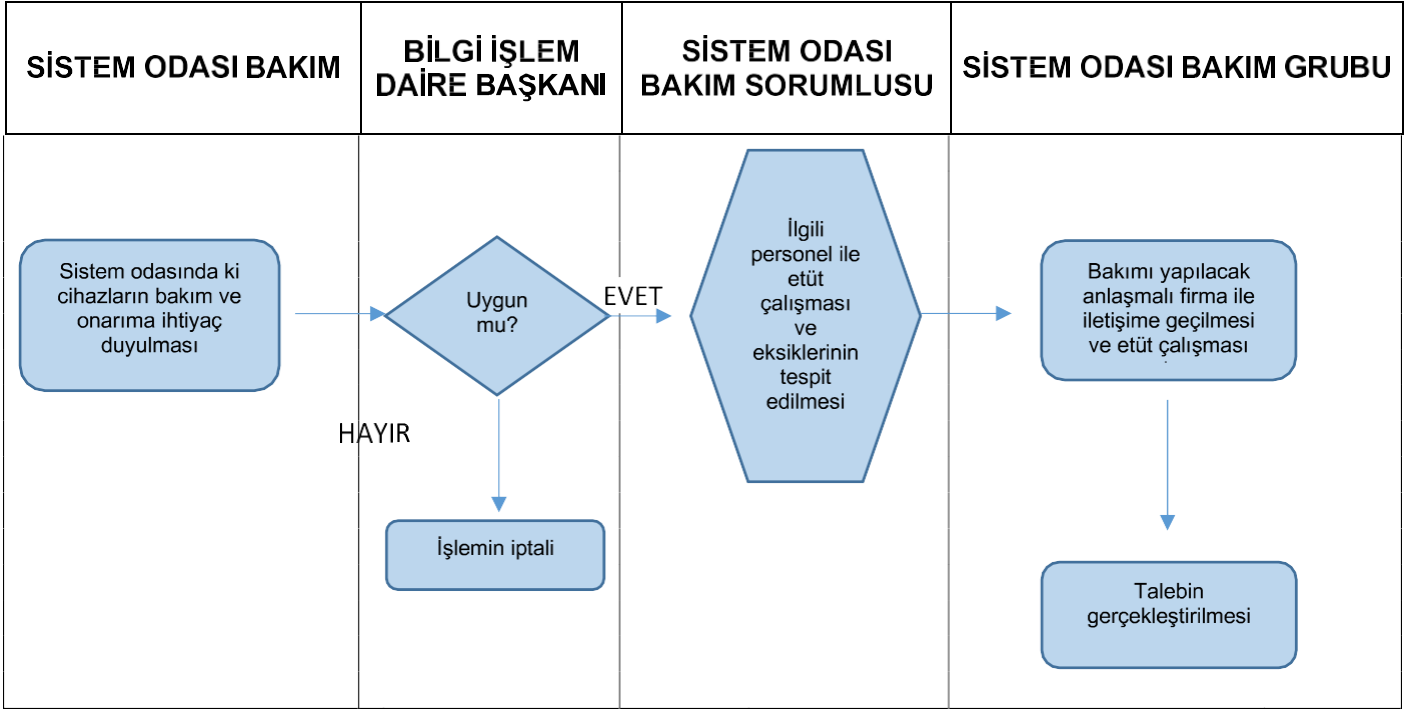 SİSTEM ODASI BAKIM
BİLGİ İŞLEM
DAİRE BAŞKANI
SİSTEM ODASI
BAKIM SORUMLUSU
SİSTEM ODASI BAKIM GRUBU
Sistem odasında ki
cihazların bakım ve
onarıma ihtiyaç
duyulması
Uygun
mu?
EVET
HAYIR
İşlemin iptali
İlgili
personel ile
etüt
çalışması
ve
eksiklerinin
tespit
edilmesi
Bakımı yapılacak
anlaşmalı firma ile
iletişime geçilmesi
ve etüt çalışması
Talebin
gerçekleştirilmesi